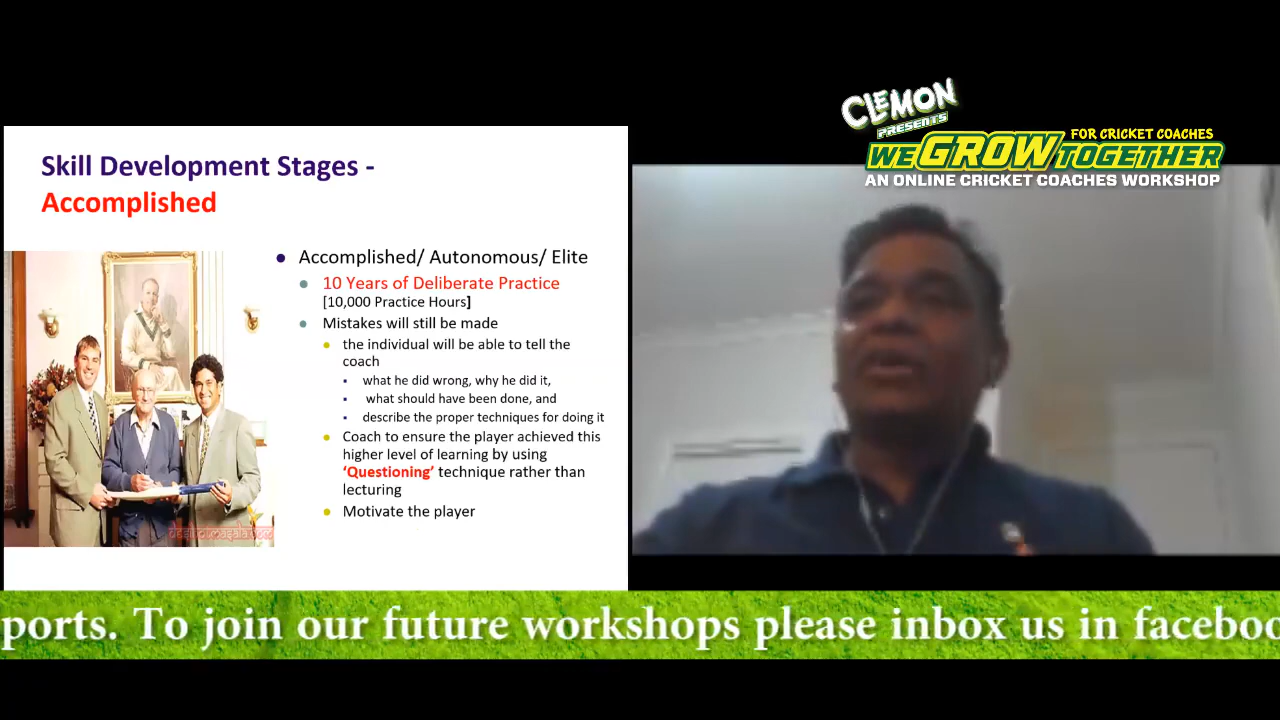 CLEMON
PRESENTS
FOR CRICKET COACHES
WE GROW TOGETHER
AN ONLINE CRICKET COACHES WORKSHOP
Skill Development Stages -
Accomplished
Accomplished/ Autonomous/ Elite
10 Years of Deliberate Practice
[10,000 Practice Hours]
Mistakes will still be made
the individual will be able to tell the
coach
what he did wrong, why he did it,
what should have been done, and
describe the proper techniques for doing it
Coach to ensure the player achieved this
higher level of learning by using
‘Questioning’ technique rather than
lecturing
Motivate the player
ports. To join our future workshops please inbox us in faceboo